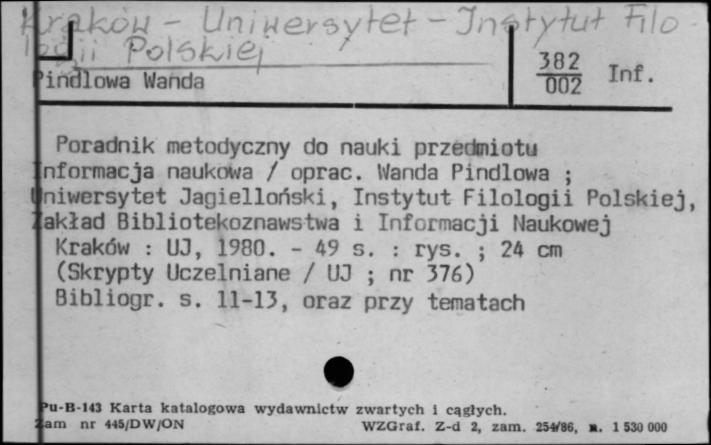 Kraków - Uniwersytet - Instytut Filo-
logii Polskiej
Pindlowa Wanda
382
002 Inf.
Poradnik metodyczny do nauki przedmiotu
Informacja naukowa / oprac. Wanda Pindlowa ;
Uniwersytet Jagielloński, Instytut Filologii Polskiej,
Zakład Bibliotekoznawstwa i Informacji Naukowej
Kraków : UJ, 1980. - 49 s. : rys. ; 24 cm
(Skrypty Uczelniane / UJ ; nr 376)
Bibliogr. s. 11-13, oraz przy tematach
Pu-B-143 Karta katalogowa wydawnictw zwartych i cągłych.
Zam nr 445/DW/ON WZGraf. Z-d 2, zam. 254/86, n. 1 530 000